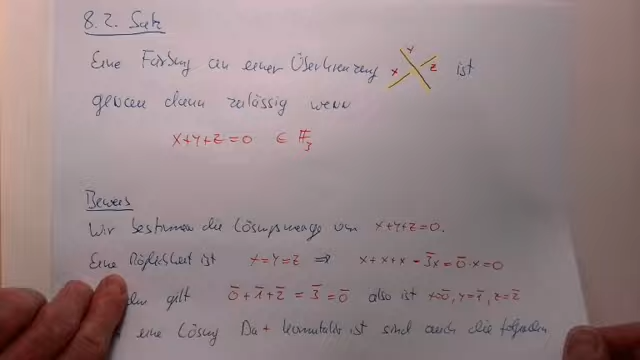 8.2. Satz
Eine Färbung an einer Überkreuzung x y z ist
genau dann zulässig wenn
x+y+z=0 ∈ F₃
Beweis
Wir bestimmen die Lösungsmenge von x+y+z=0.
Eine Möglichkeit ist x=y=z ⇒ x+x+x = 3̄x = 0̄·x = 0
gilt 0̄+1̄+2̄ = 3̄ = 0̄ also ist x=0̄, y=1̄, z=2̄
eine Lösung Da + kommutativ ist sind auch die folgenden